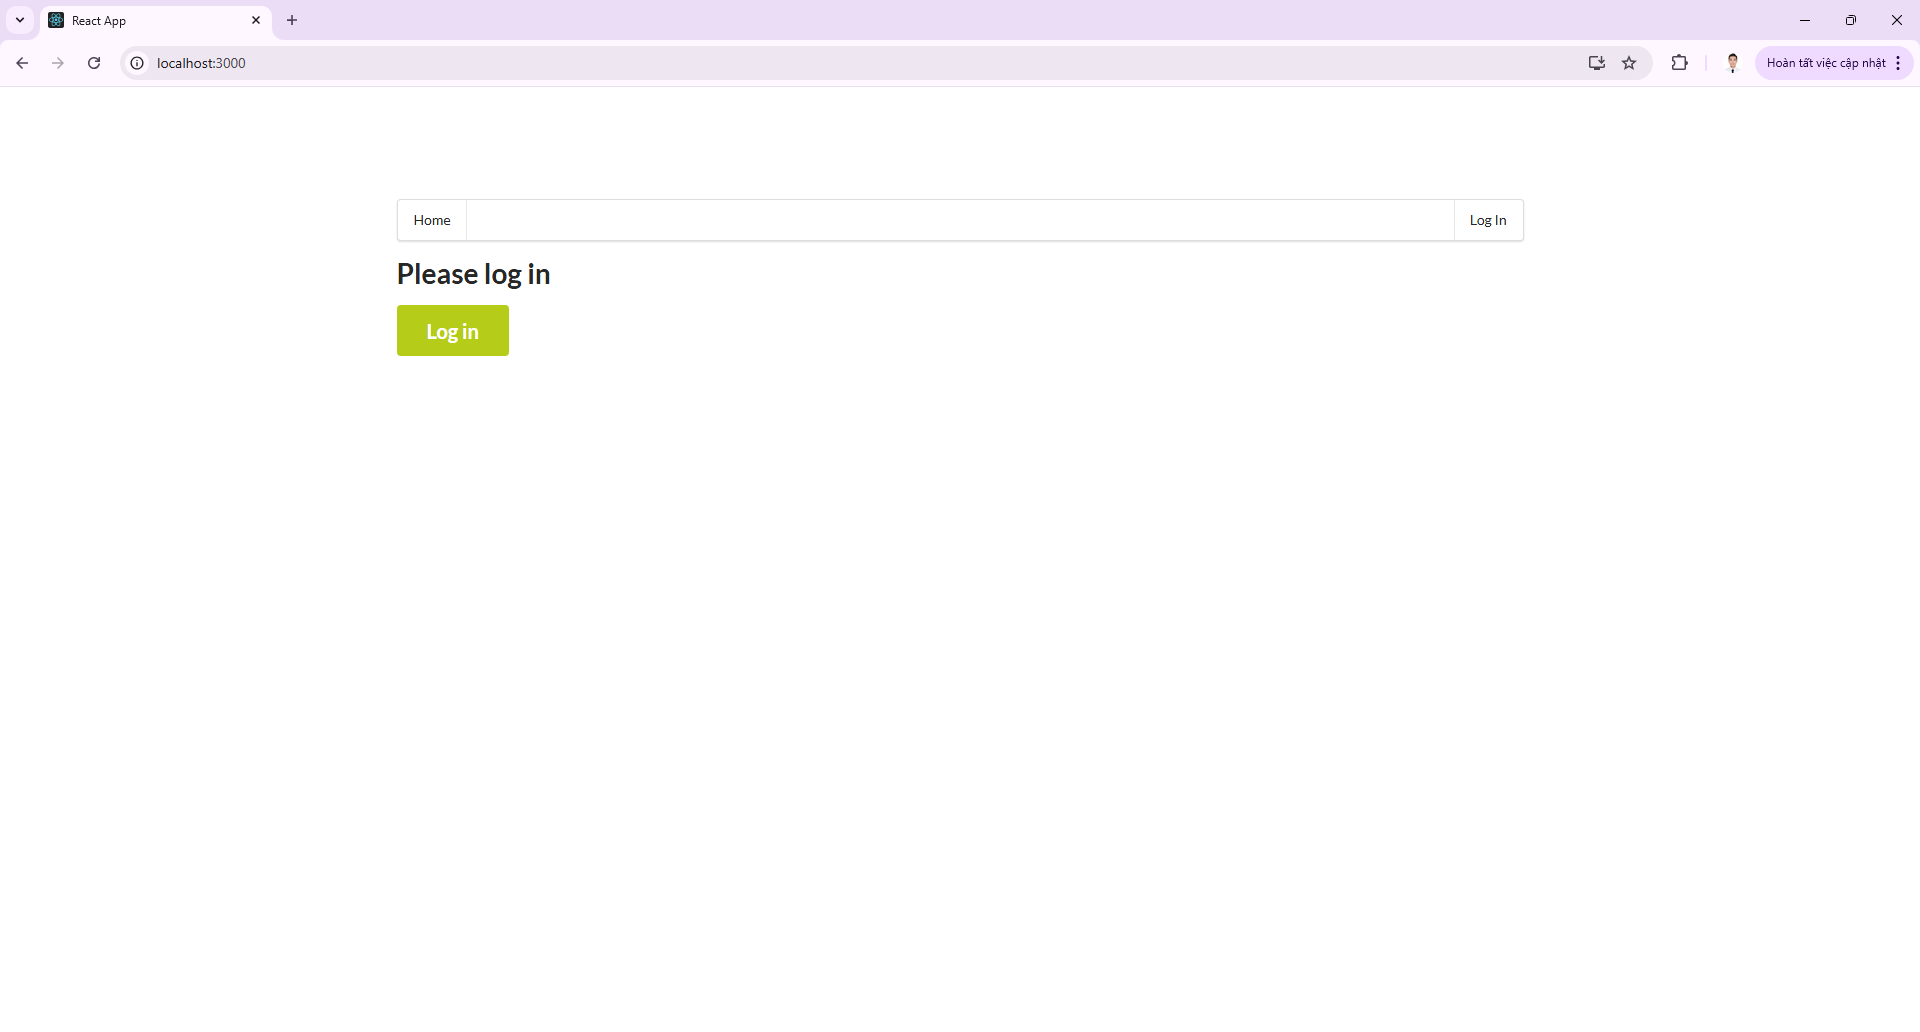 React App
localhost:3000
Hoàn tất việc cập nhật
Home
Log In
Please log in
Log in